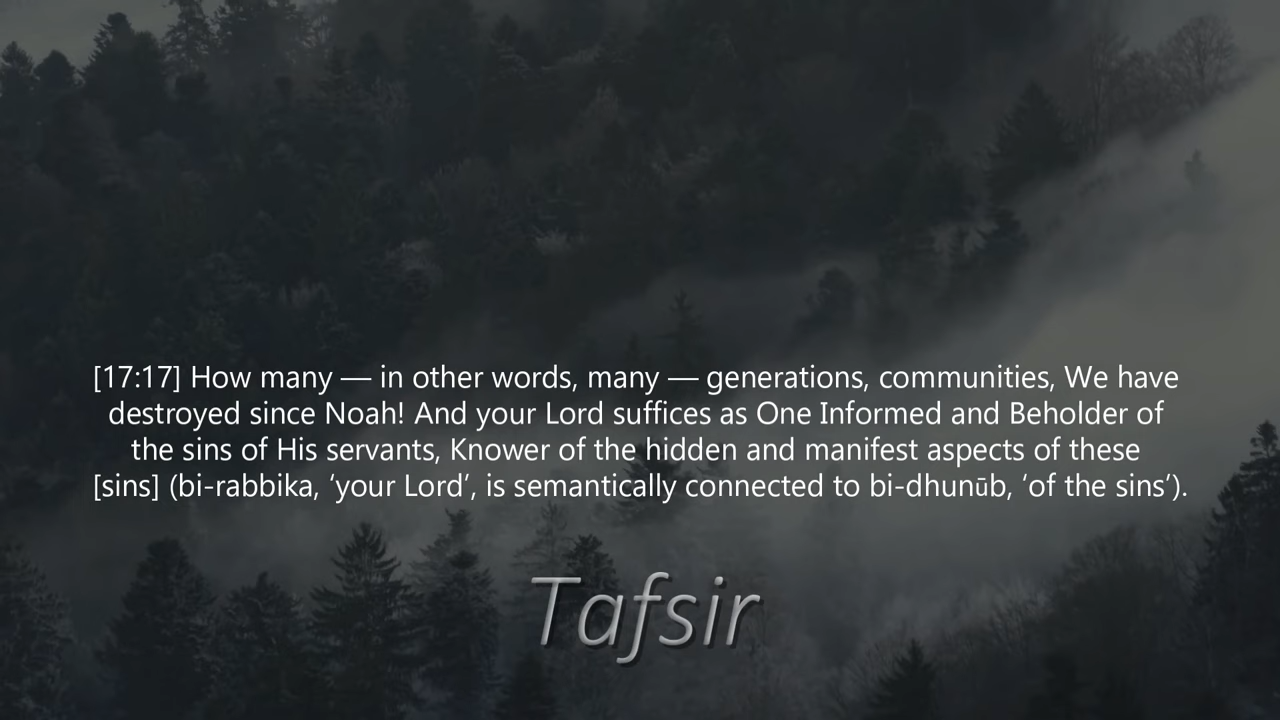 [17:17] How many — in other words, many — generations, communities, We have
destroyed since Noah! And your Lord suffices as One Informed and Beholder of
the sins of His servants, Knower of the hidden and manifest aspects of these
[sins] (bi-rabbika, ‘your Lord’, is semantically connected to bi-dhunūb, ‘of the sins’).
Tafsir